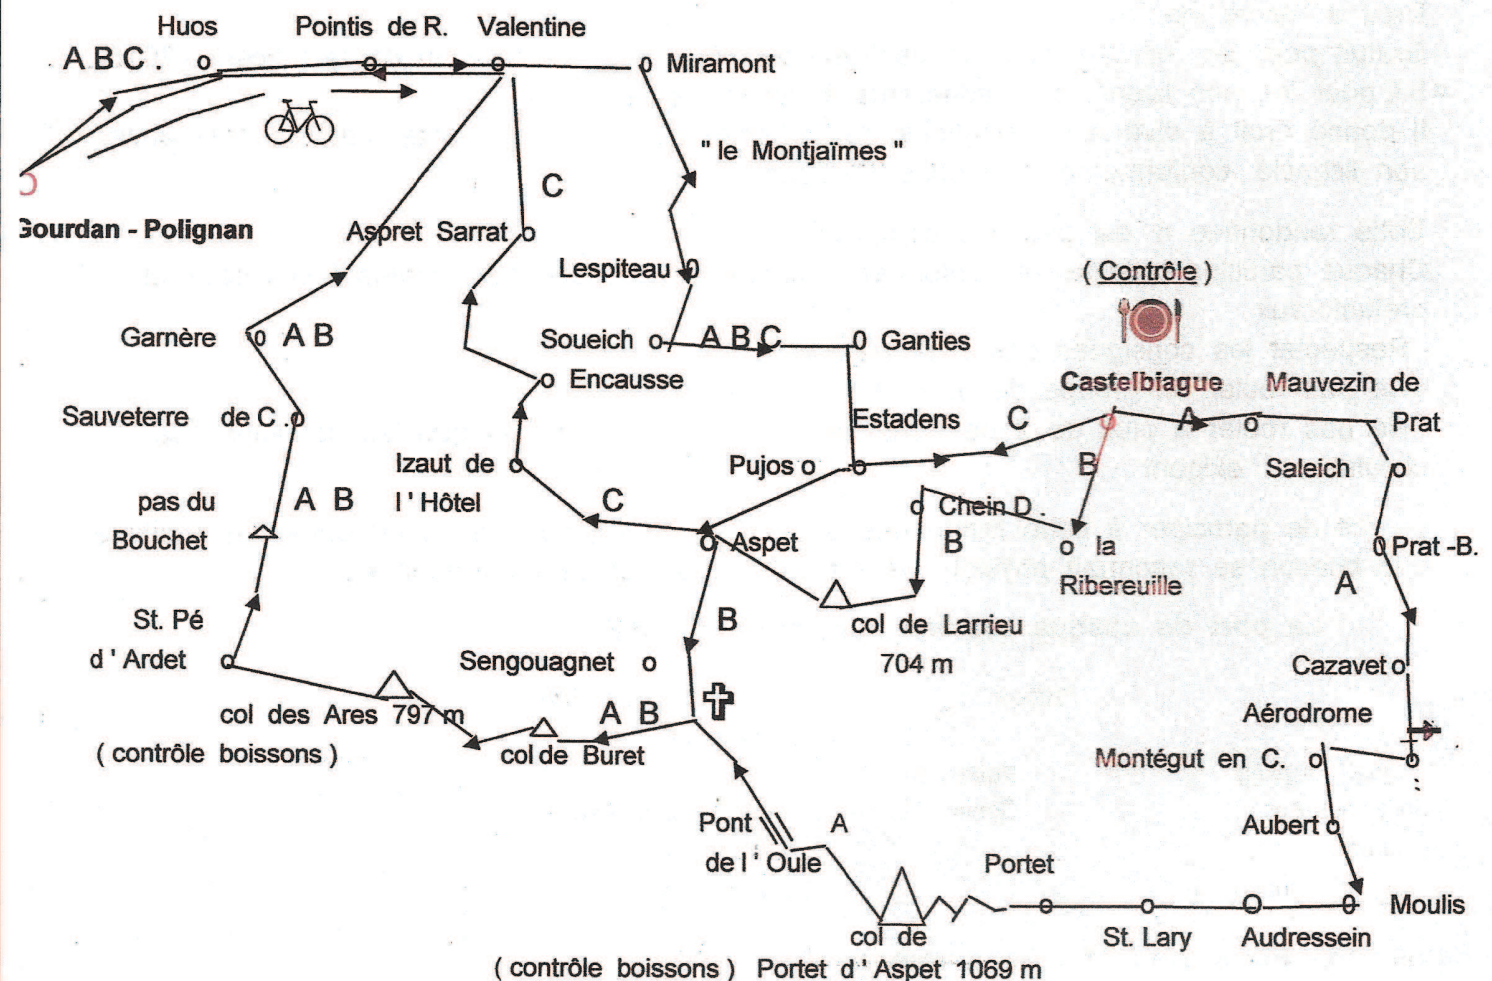 Huos Pointis de R. Valentine
A B C . Miramont
" le Montjaïmes "
C
Gourdan - Polignan Aspret Sarrat
Lespiteau ( Contrôle )
Garnère A B Soueich A B C Ganties
Encausse Castelbiague Mauvezin de
Sauveterre de C . Estadens C A Prat
Izaut de Pujos B Saleich
pas du A B l ' Hôtel C Chein D .
Bouchet Aspet B la Prat -B.
Ribereuille A
St. Pé B col de Larrieu
d ' Ardet Sengouagnet 704 m Cazavet
col des Ares 797 m A B Aérodrome
( contrôle boissons ) col de Buret Montégut en C.
Pont A Aubert
de l ' Oule Portet
Moulis
col de St. Lary Audressein
( contrôle boissons ) Portet d ' Aspet 1069 m